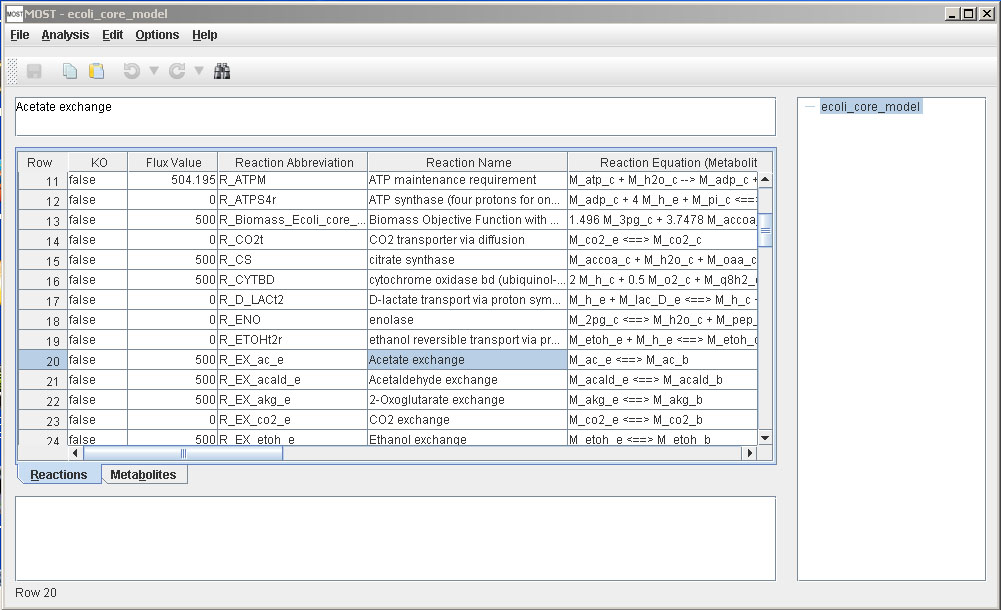 MOST MOST - ecoli_core_model
File Analysis Edit Options Help
Acetate exchange
ecoli_core_model
Row KO Flux Value Reaction Abbreviation Reaction Name Reaction Equation (Metabolit
11 false 504.195 R_ATPM ATP maintenance requirement M_atp_c + M_h2o_c --> M_adp_c +
12 false 0 R_ATPS4r ATP synthase (four protons for on... M_adp_c + 4 M_h_e + M_pi_c <==>
13 false 500 R_Biomass_Ecoli_core_... Biomass Objective Function with ... 1.496 M_3pg_c + 3.7478 M_accoa_
14 false 0 R_CO2t CO2 transporter via diffusion M_co2_e <==> M_co2_c
15 false 500 R_CS citrate synthase M_accoa_c + M_h2o_c + M_oaa_c
16 false 500 R_CYTBD cytochrome oxidase bd (ubiquinol-... 2 M_h_c + 0.5 M_o2_c + M_q8h2_
17 false 0 R_D_LACt2 D-lactate transport via proton sym... M_h_e + M_lac_D_e <==> M_h_c +
18 false 0 R_ENO enolase M_2pg_c <==> M_h2o_c + M_pep_
19 false 0 R_ETOHt2r ethanol reversible transport via pr... M_etoh_e + M_h_e <==> M_etoh_c
20 false 500 R_EX_ac_e Acetate exchange M_ac_e <==> M_ac_b
21 false 500 R_EX_acald_e Acetaldehyde exchange M_acald_e <==> M_acald_b
22 false 500 R_EX_akg_e 2-Oxoglutarate exchange M_akg_e <==> M_akg_b
23 false 0 R_EX_co2_e CO2 exchange M_co2_e <==> M_co2_b
24 false 500 R_EX_etoh_e Ethanol exchange M_etoh_e <==> M_etoh_b
Reactions Metabolites
Row 20